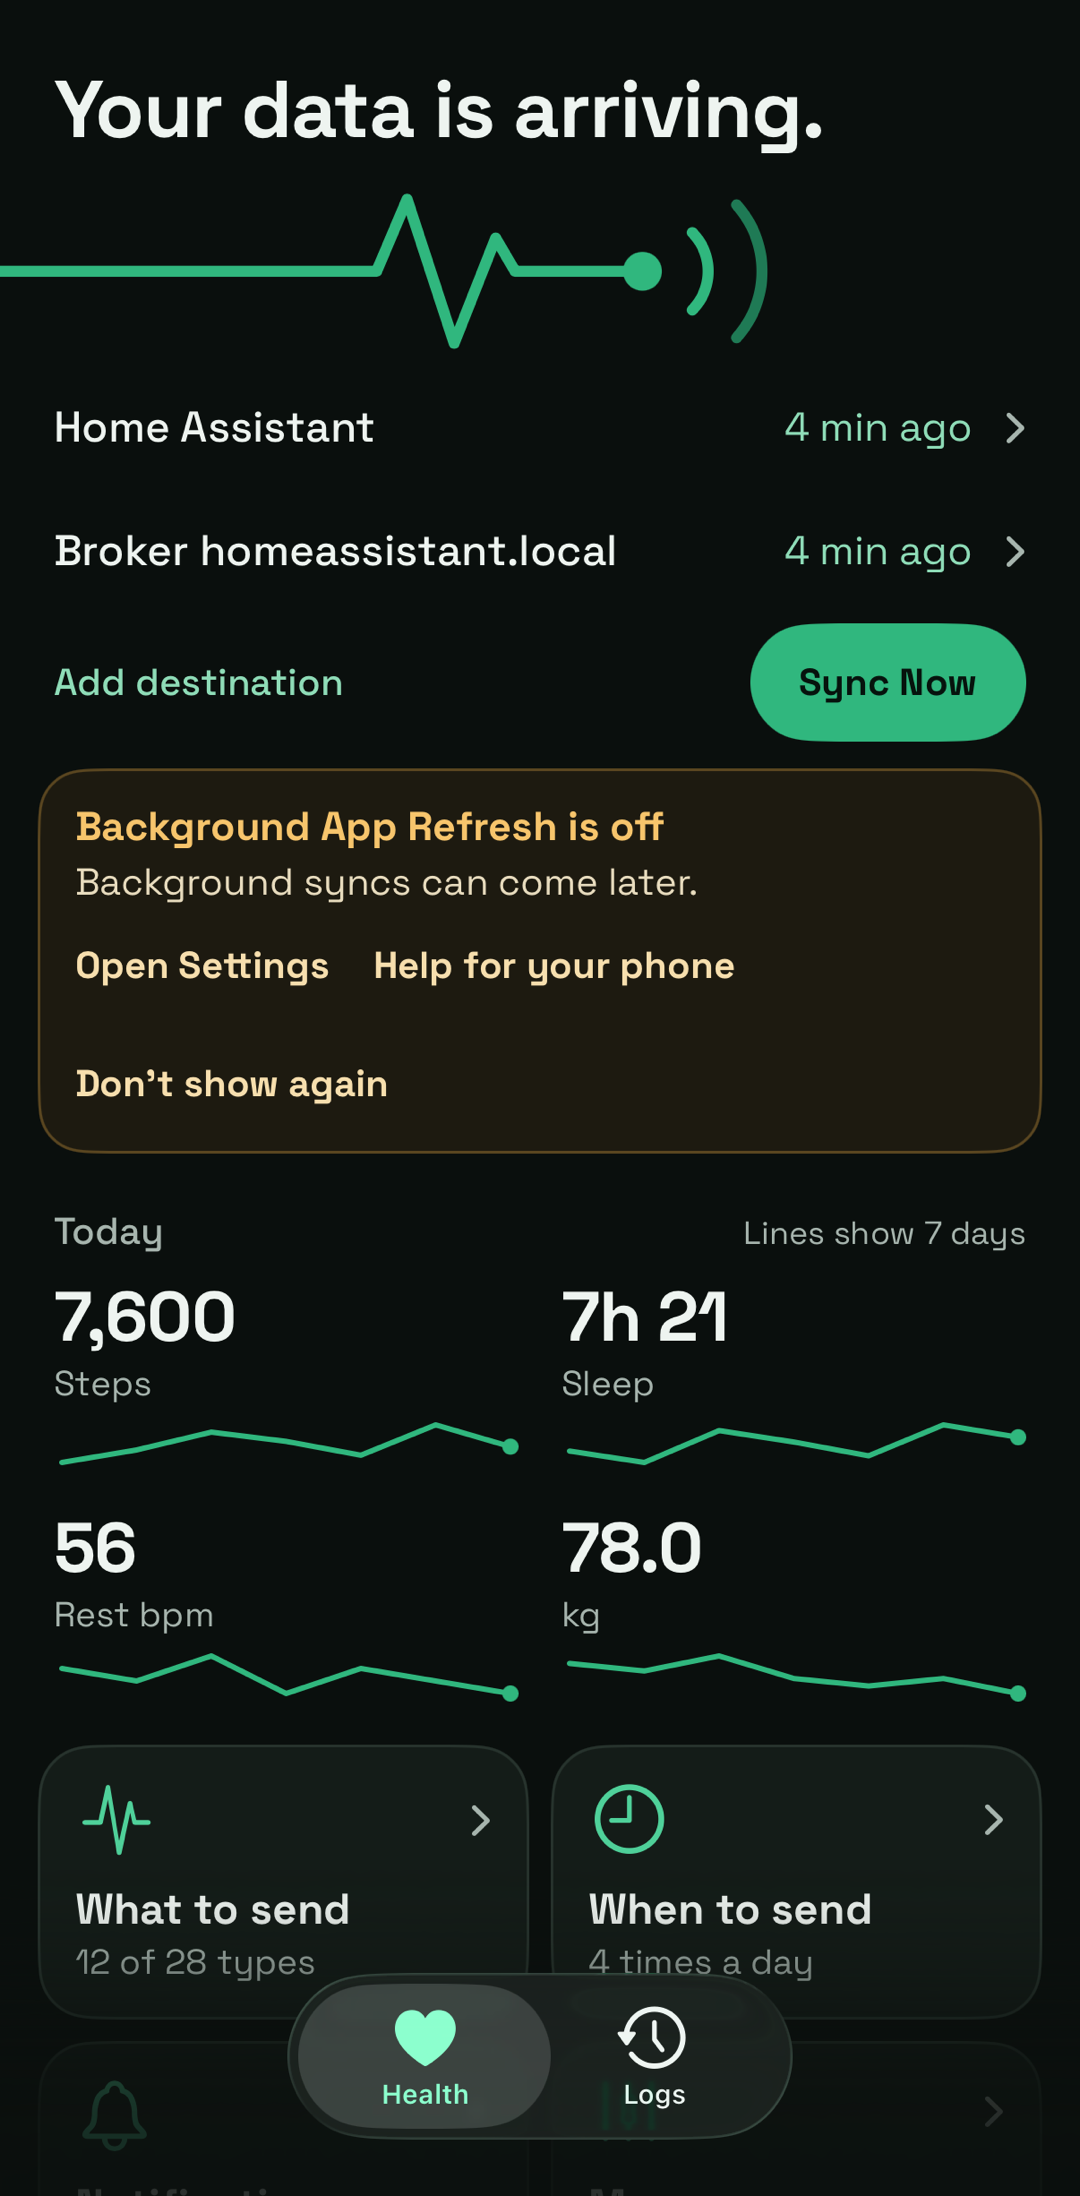 Your data is arriving.
Home Assistant 4 min ago
Broker homeassistant.local 4 min ago
Add destination Sync Now
Background App Refresh is off
Background syncs can come later.
Open Settings Help for your phone
Don't show again
Today Lines show 7 days
7,600 7h 21
Steps Sleep
56 78.0
Rest bpm kg
What to send When to send
12 of 28 types 4 times a day
Health Logs